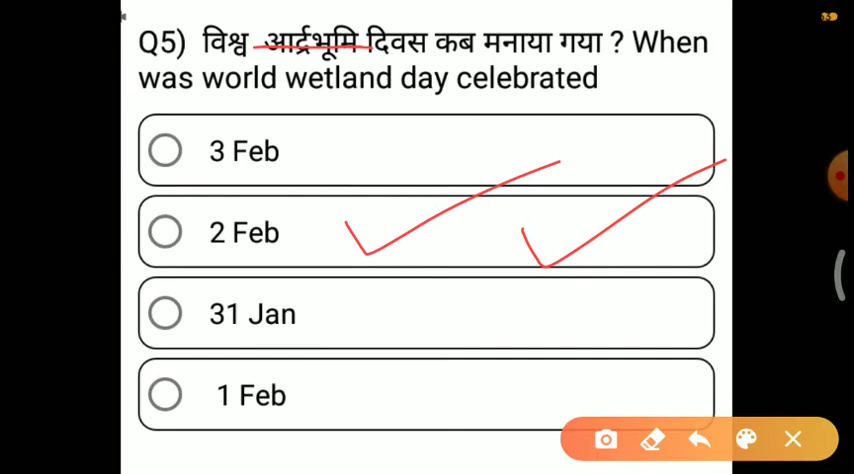 Q5) विश्व आर्द्रभूमि दिवस कब मनाया गया ? When
was world wetland day celebrated
3 Feb
2 Feb
31 Jan
1 Feb